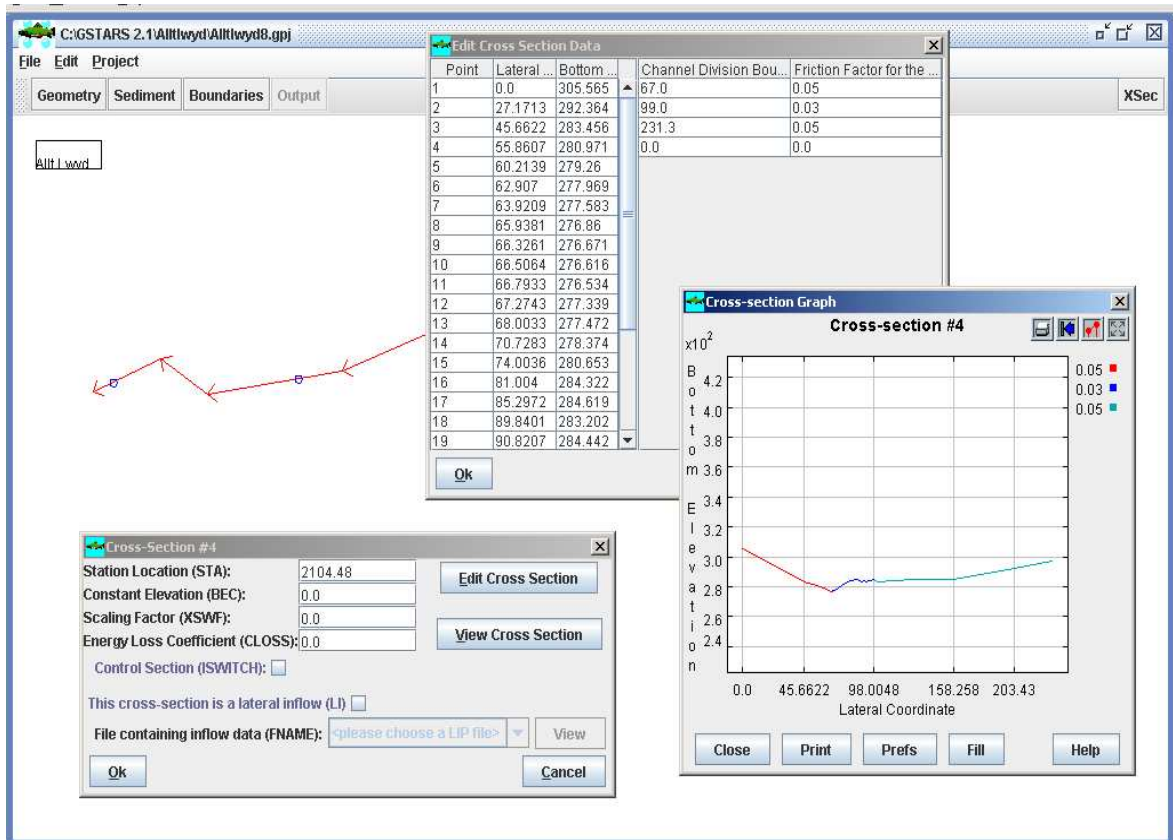 C:\GSTARS 2.1\Alltlwyd\Alltlwyd8.gpj
File Edit Project
Geometry Sediment Boundaries Output XSec
Allt Lwyd
Edit Cross Section Data
Point Lateral ... Bottom ... Channel Division Bou... Friction Factor for the ...
1 0.0 305.565 67.0 0.05
2 27.1713 292.364 99.0 0.03
3 45.6622 283.456 231.3 0.05
4 55.8607 280.971 0.0 0.0
5 60.2139 279.26
6 62.907 277.969
7 63.9209 277.583
8 65.9381 276.86
9 66.3261 276.671
10 66.5064 276.616
11 66.7933 276.534
12 67.2743 277.339
13 68.0033 277.472
14 70.7283 278.374
15 74.0036 280.653
16 81.004 284.322
17 85.2972 284.619
18 89.8401 283.202
19 90.8207 284.442
Ok
Cross-section Graph
Cross-section #4
x10²
Bottom Elevation
4.2
4.0
3.8
3.6
3.4
3.2
3.0
2.8
2.6
2.4
0.05
0.03
0.05
0.0 45.6622 98.0048 158.258 203.43
Lateral Coordinate
Close Print Prefs Fill Help
Cross-Section #4
Station Location (STA): 2104.48 Edit Cross Section
Constant Elevation (BEC): 0.0
Scaling Factor (XSWF): 0.0 View Cross Section
Energy Loss Coefficient (CLOSS): 0.0
Control Section (ISWITCH):
This cross-section is a lateral inflow (LI)
File containing inflow data (FNAME): <please choose a LIP file> View
Ok Cancel